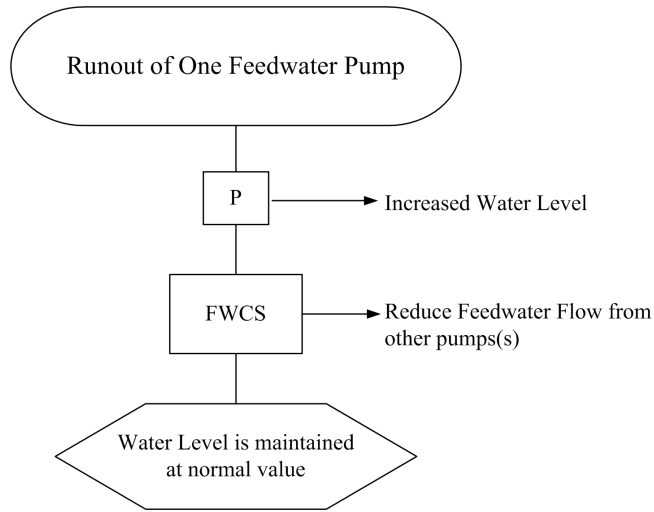 Runout of One Feedwater Pump
P
Increased Water Level
FWCS
Reduce Feedwater Flow from
other pumps(s)
Water Level is maintained
at normal value